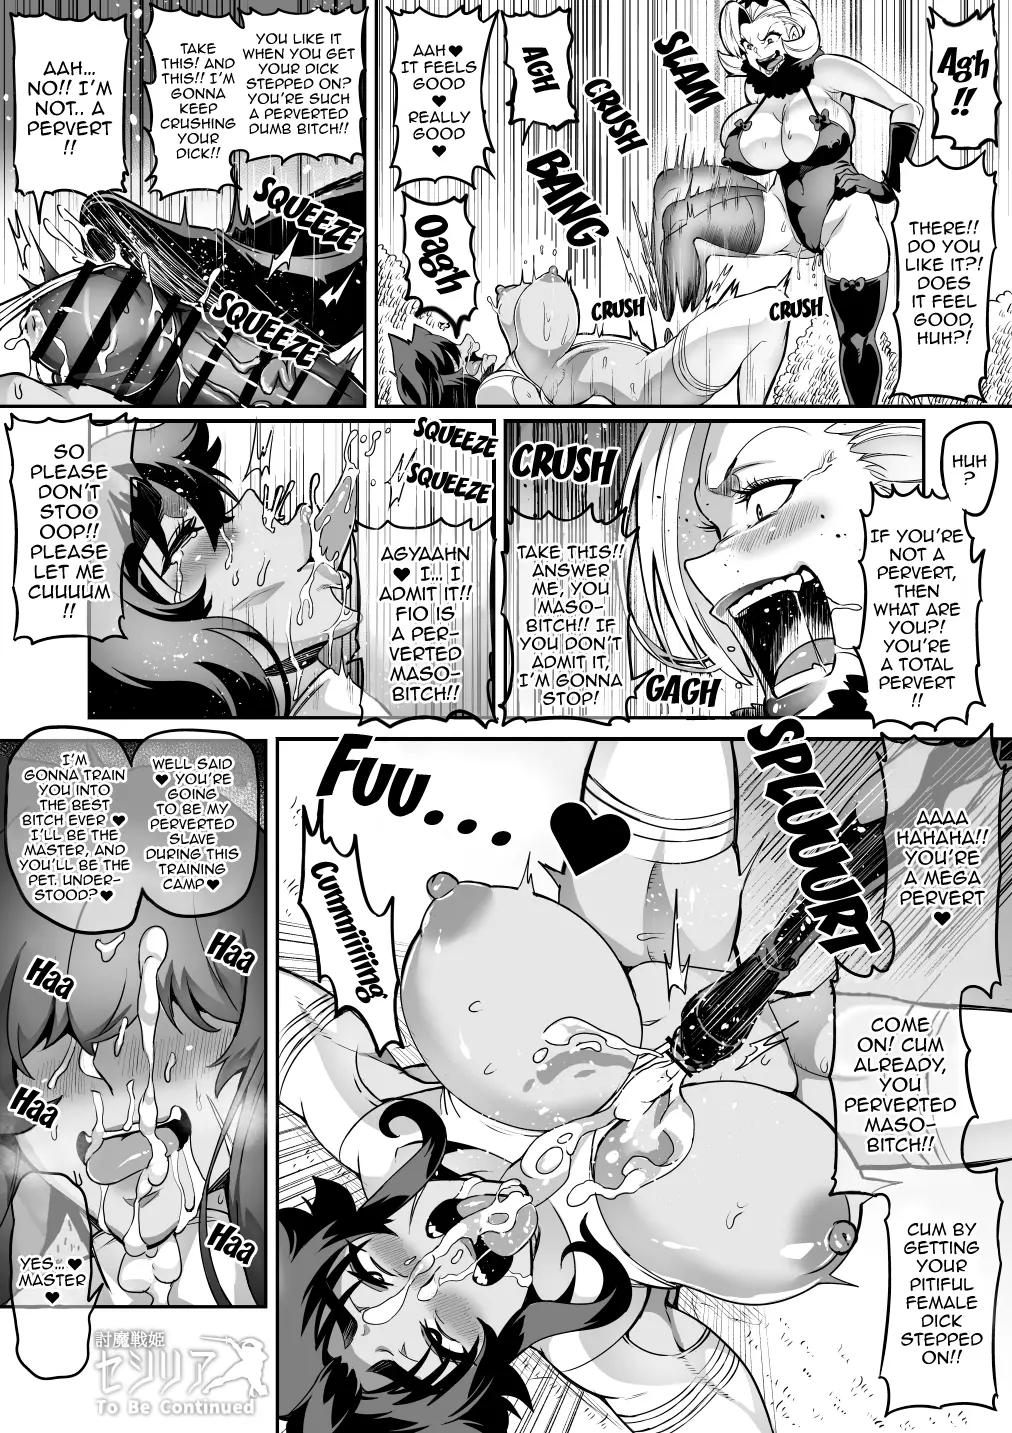 Agh!!
THERE!!
DO YOU
LIKE IT?!
DOES
IT FEEL
GOOD,
HUH?!
SLAM
CRUSH
AGH
BANG
CRUSH
CRUSH
AAH♥
IT FEELS
GOOD
♥
REALLY
GOOD
♥
Oagh
YOU LIKE IT
WHEN YOU GET
YOUR DICK
STEPPED ON?
YOU'RE SUCH
A PERVERTED
DUMB BITCH!!
TAKE
THIS! AND
THIS!! I'M
GONNA
KEEP
CRUSHING
YOUR
DICK!!
SQUEEZE
SQUEEZE
AAH...
NO!! I'M
NOT.. A
PERVERT
!!
HUH
?
IF YOU'RE
NOT A
PERVERT,
THEN
WHAT ARE
YOU?!
YOU'RE
A TOTAL
PERVERT
!!
CRUSH
TAKE THIS!!
ANSWER
ME, YOU
MASO-
BITCH!! IF
YOU DON'T
ADMIT IT,
I'M GONNA
STOP!
GAGH
SQUEEZE
SQUEEZE
AGYAAHN
♥ I... I
ADMIT IT!!
FIO IS
A PER-
VERTED
MASO-
BITCH!!
SO
PLEASE
DON'T
STOO
OOP!!
PLEASE
LET ME
CUUUUM
!!
AAAA
HAHAHA!!
YOU'RE
A MEGA
PERVERT
♥
SPLUUURT
COME
ON! CUM
ALREADY,
YOU
PERVERTED
MASO-
BITCH!!
CUM BY
GETTING
YOUR
PITIFUL
FEMALE
DICK
STEPPED
ON!!
FUU...♥
Cummiiiiing
WELL SAID
♥ YOU'RE
GOING
TO BE MY
PERVERTED
SLAVE
DURING THIS
TRAINING
CAMP♥
I'M
GONNA TRAIN
YOU INTO
THE BEST
BITCH EVER ♥
I'LL BE THE
MASTER, AND
YOU'LL BE THE
PET. UNDER-
STOOD?♥
Haa
Haa
Haa
Haa
YES...♥
MASTER
♥
討魔戦姫
セシリア
To Be Continued